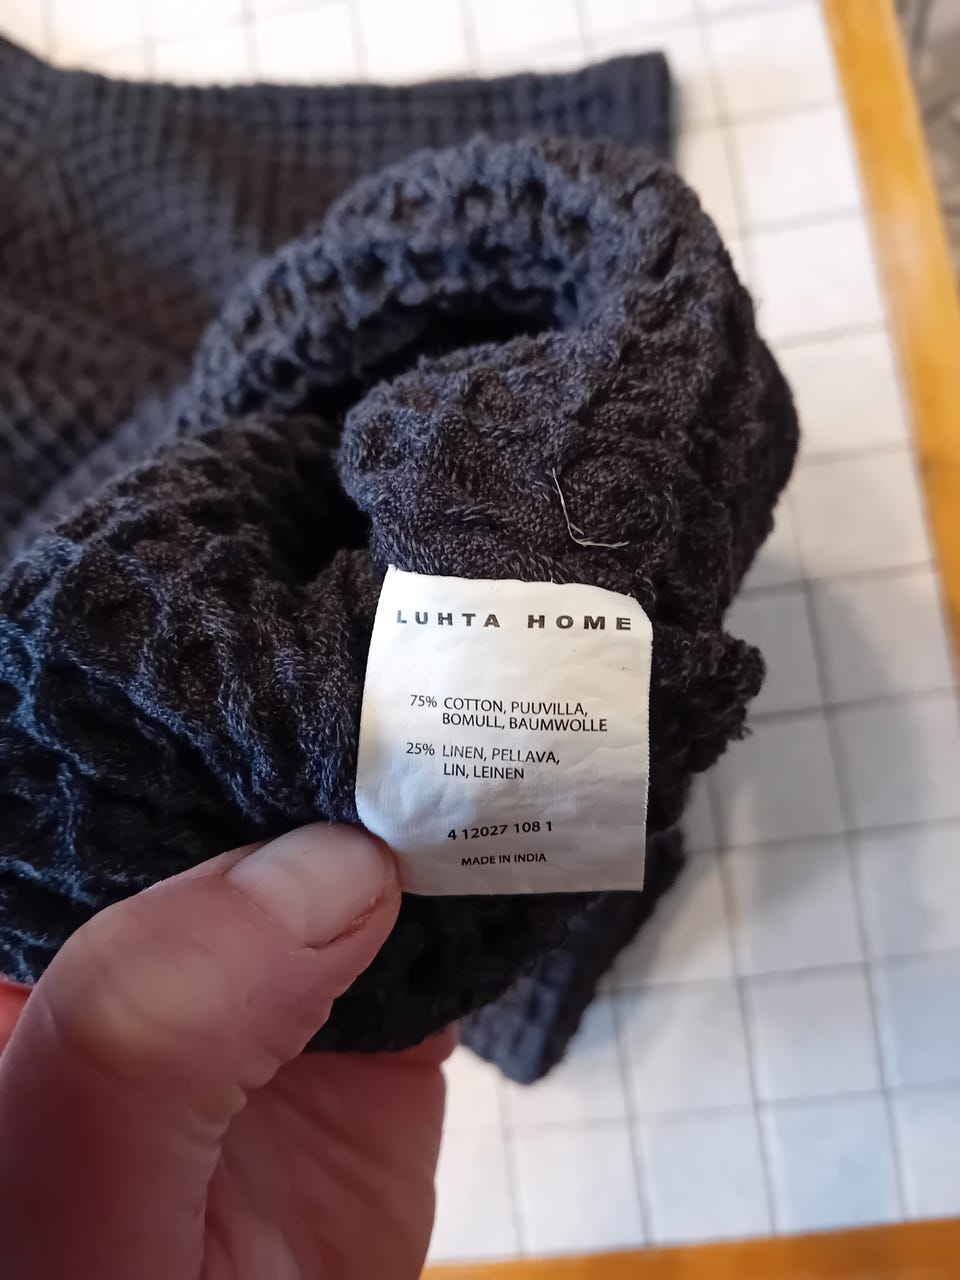 LUHTA HOME
75% COTTON, PUUVILLA,
BOMULL, BAUMWOLLE
25% LINEN, PELLAVA,
LIN, LEINEN
4 12027 108 1
MADE IN INDIA